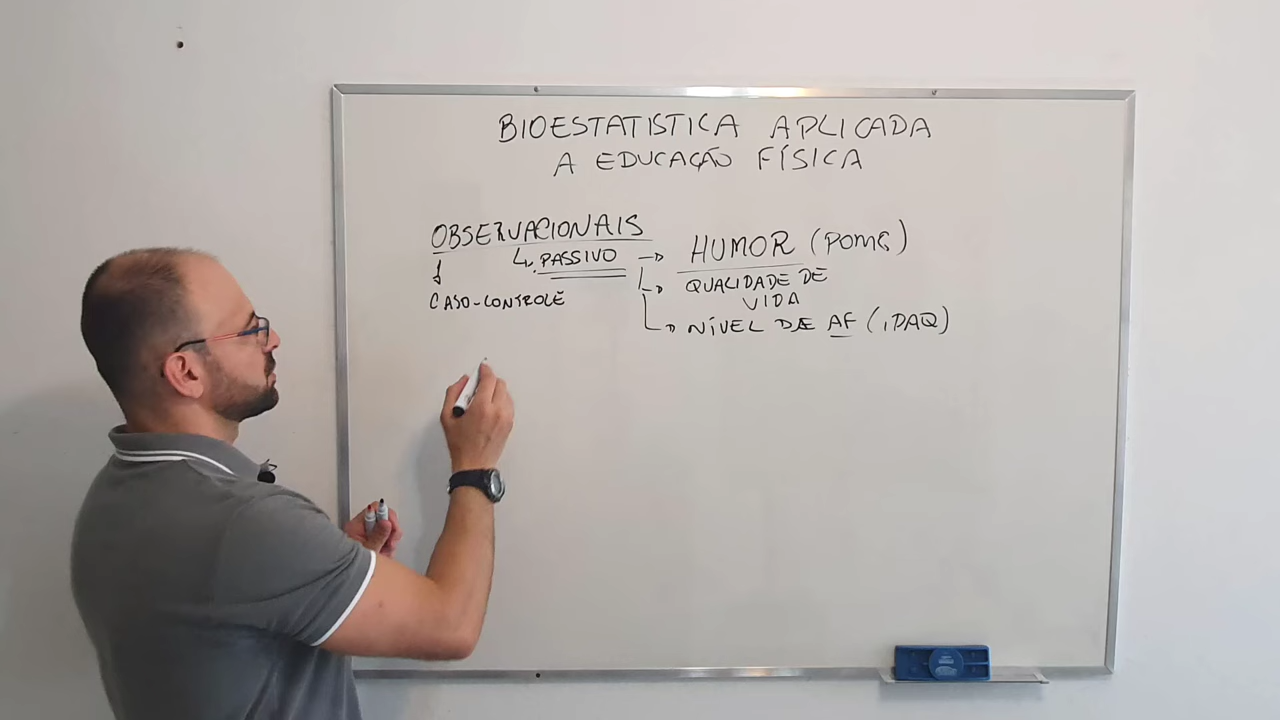 BIOESTATISTICA APLICADA
A EDUCAÇÃO FÍSICA
OBSERVACIONAIS
PASSIVO → HUMOR (POMS)
QUALIDADE DE
VIDA
CASO-CONTROLE
NÍVEL DE AF (IPAQ)